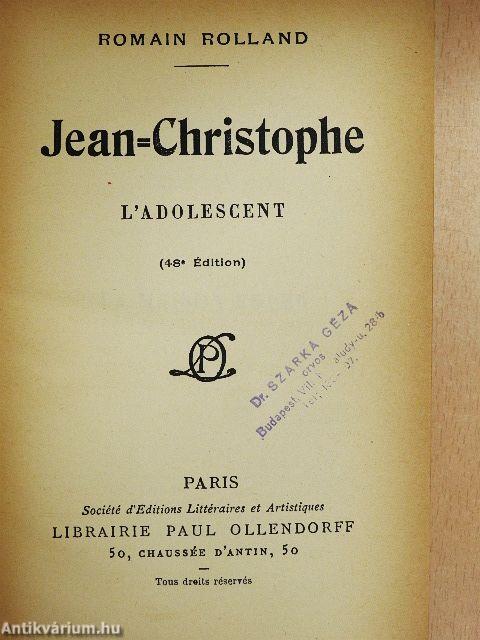 ROMAIN ROLLAND
Jean=Christophe
L'ADOLESCENT
(48e Édition)
Dr. SZARKA GÉZA
orvos
Budapest, VIII,
PARIS
Société d'Editions Littéraires et Artistiques
LIBRAIRIE PAUL OLLENDORFF
50, CHAUSSÉE D'ANTIN, 50
Tous droits réservés
Antikvárium.hu